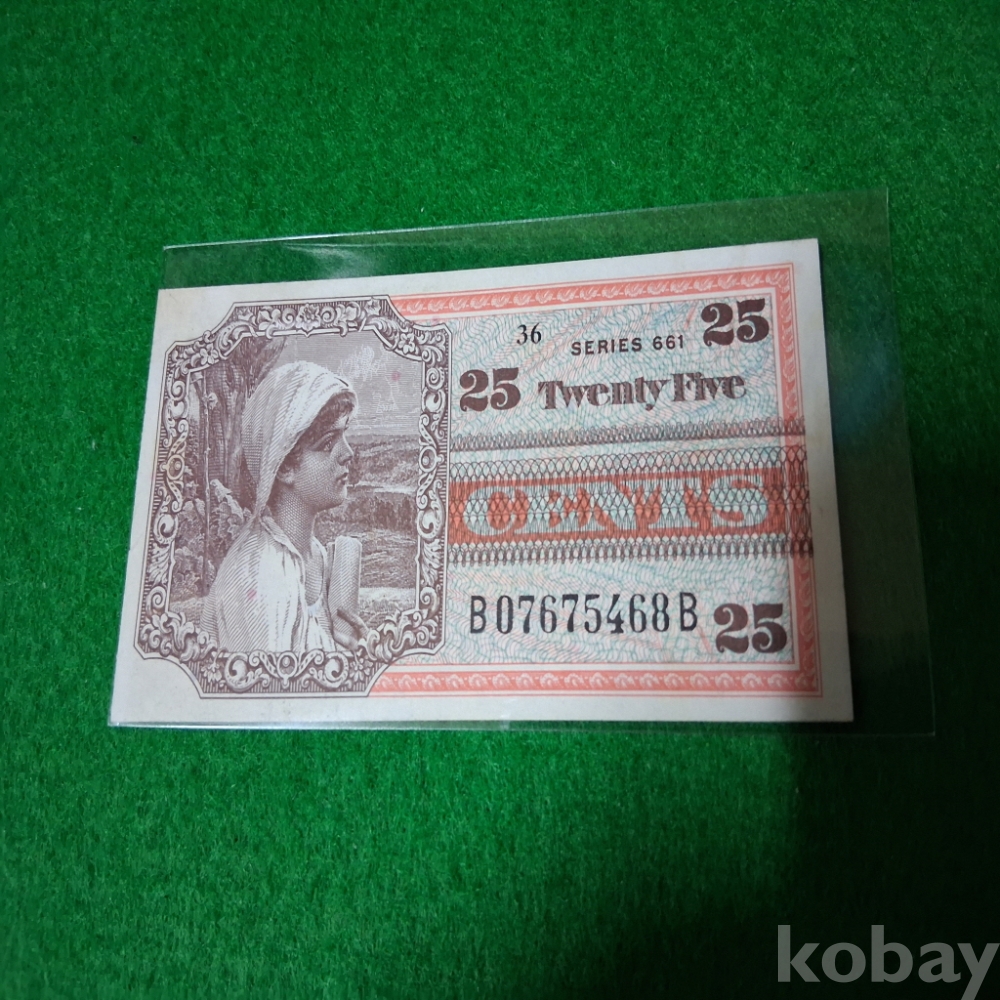 25
36 SERIES 661
25 Twenty Five
CENTS
B07675468B
25
kobay